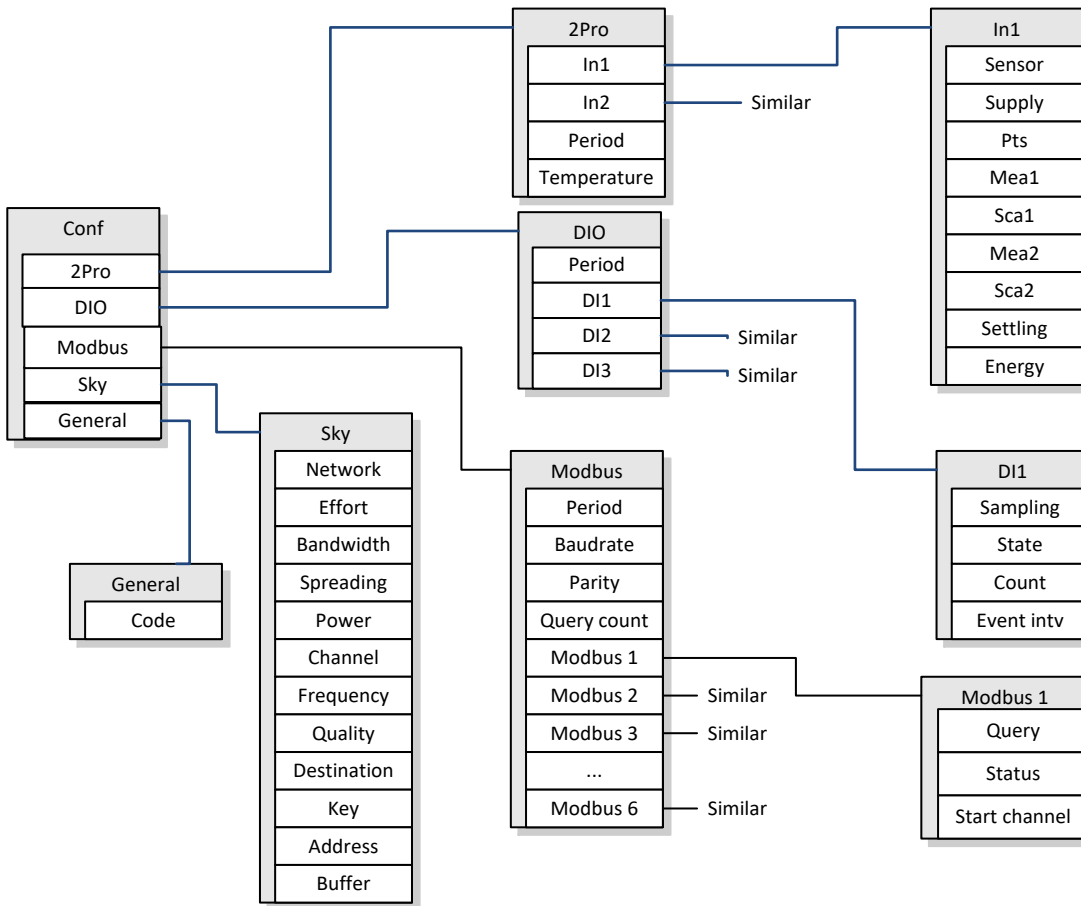 Conf
2Pro
DIO
Modbus
Sky
General
General
Code
Sky
Network
Effort
Bandwidth
Spreading
Power
Channel
Frequency
Quality
Destination
Key
Address
Buffer
2Pro
In1
In2
Similar
Period
Temperature
DIO
Period
DI1
DI2
Similar
DI3
Similar
Modbus
Period
Baudrate
Parity
Query count
Modbus 1
Modbus 2
Similar
Modbus 3
Similar
...
Modbus 6
Similar
In1
Sensor
Supply
Pts
Mea1
Sca1
Mea2
Sca2
Settling
Energy
DI1
Sampling
State
Count
Event intv
Modbus 1
Query
Status
Start channel